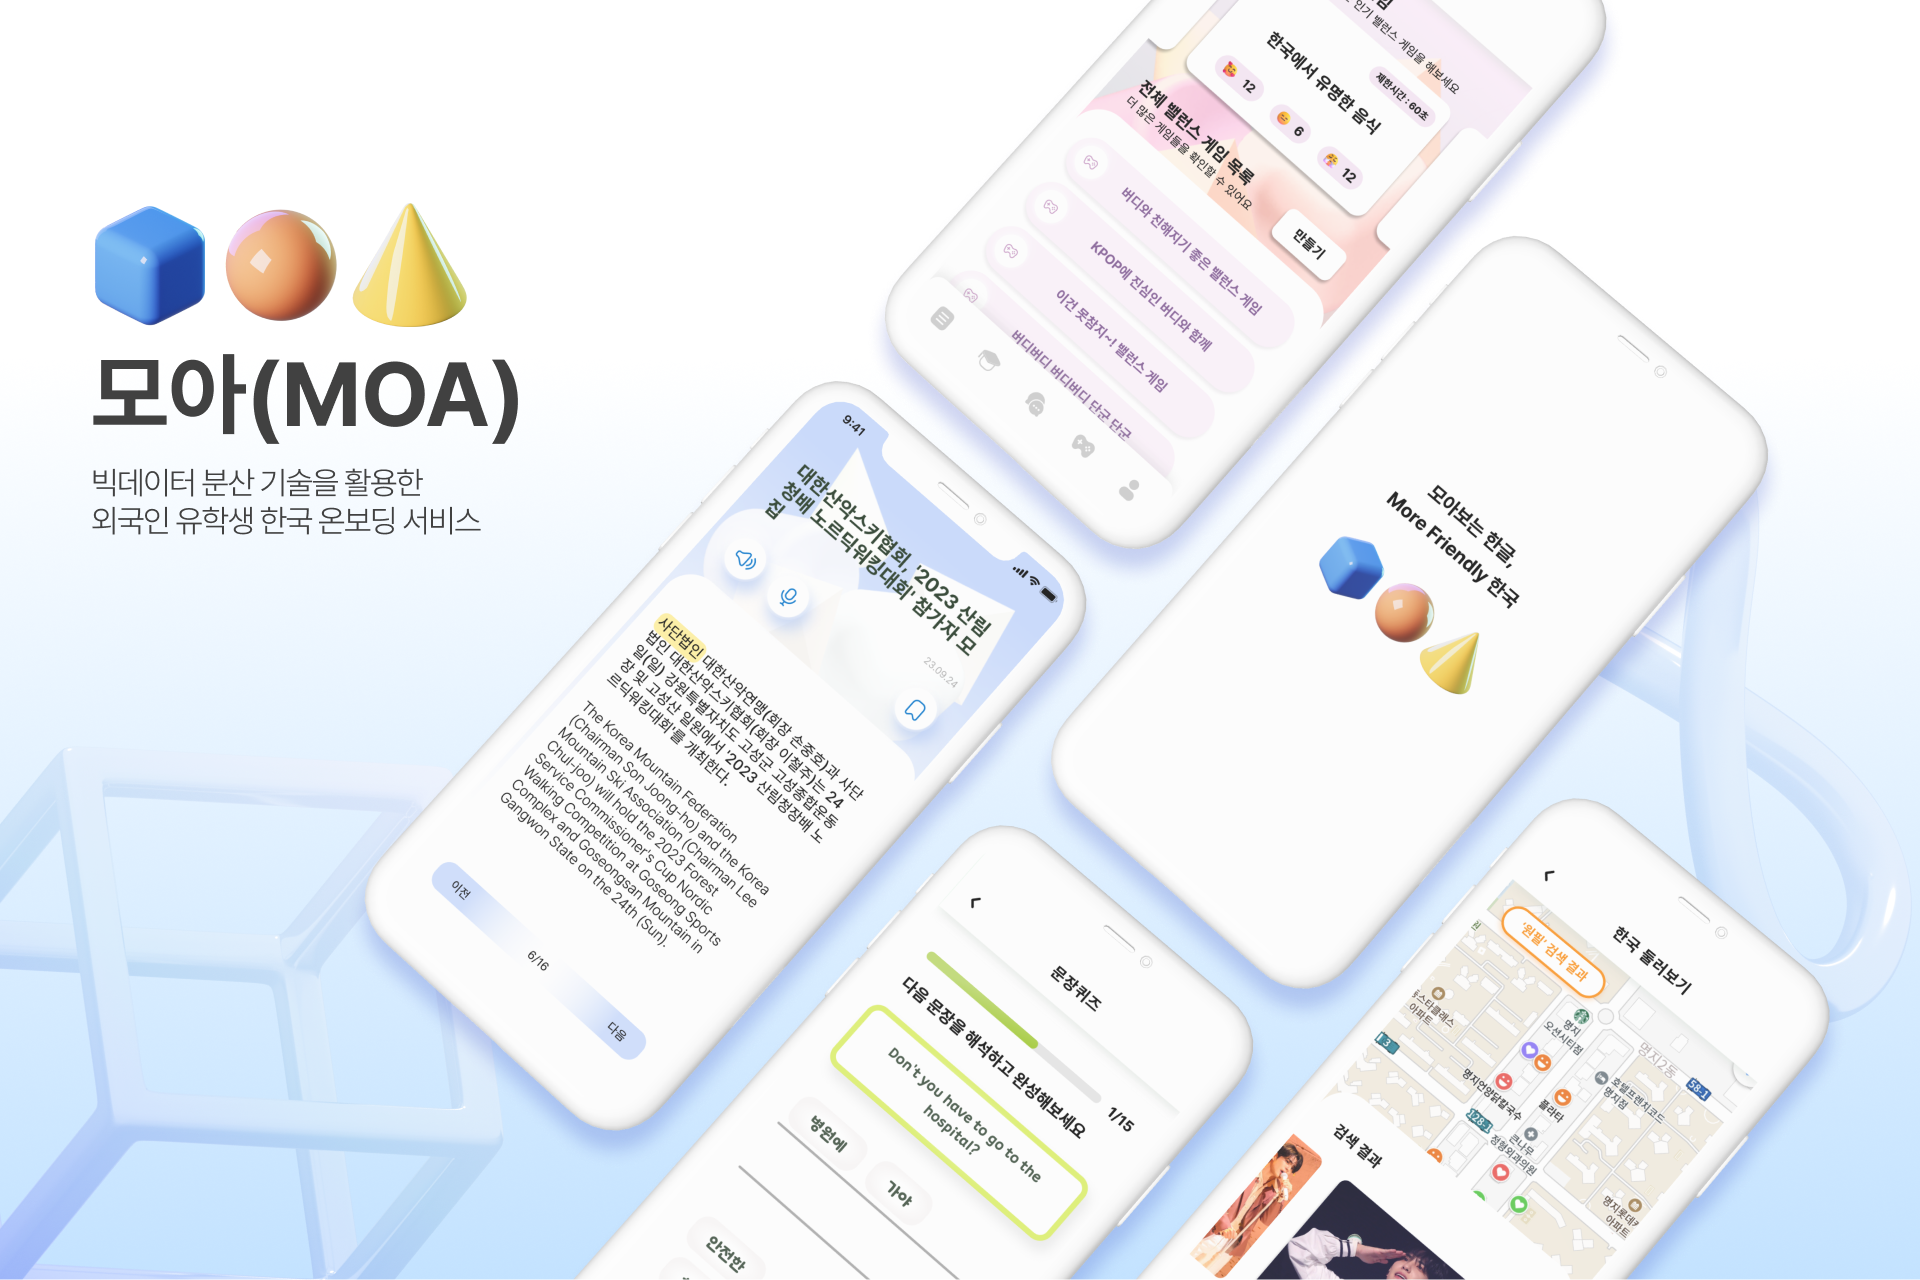 모아(MOA)
빅데이터 분산 기술을 활용한
외국인 유학생 한국 온보딩 서비스
인기 밸런스 게임을 해보세요
제한시간 : 60초
한국에서 유명한 음식
12
6
12
전체 밸런스 게임 목록
더 많은 게임들을 확인할 수 있어요
만들기
버디와 친해지기 좋은 밸런스 게임
KPOP에 진심인 버디와 함께
이건 못참지~! 밸런스 게임
버디버디 버디버디 단군 단군
9:41
대한산악스키협회, '2023 산림
청배 노르딕워킹대회' 참가자 모
집
23.09.24
사단법인 대한산악연맹(회장 손중호)과 사단
법인 대한산악스키협회(회장 이철주)는 24
일(일) 강원특별자치도 고성군 고성종합운동
장 및 고성산 일원에서 '2023 산림청장배 노
르딕워킹대회'를 개최한다.
The Korea Mountain Federation
(Chairman Son Joong-ho) and the Korea
Mountain Ski Association (Chairman Lee
Chul-joo) will hold the 2023 Forest
Service Commissioner's Cup Nordic
Walking Competition at Goseong Sports
Complex and Goseongsan Mountain in
Gangwon State on the 24th (Sun).
이전
6/16
다음
모아보는 한글,
More Friendly 한국
문장퀴즈
1/15
다음 문장을 해석하고 완성해보세요
Don't you have to go to the
hospital?
병원에
가야
안전한
한국 둘러보기
'원필' 검색 결과
스타클래스
아파트
명지
오션시티점
명지2동
58-1
3
명지언양닭칼국수
플라타
호텔프렌치코드
명지점
128-1
큰나무
정형외과의원
명지롯데캐
아파트
검색 결과